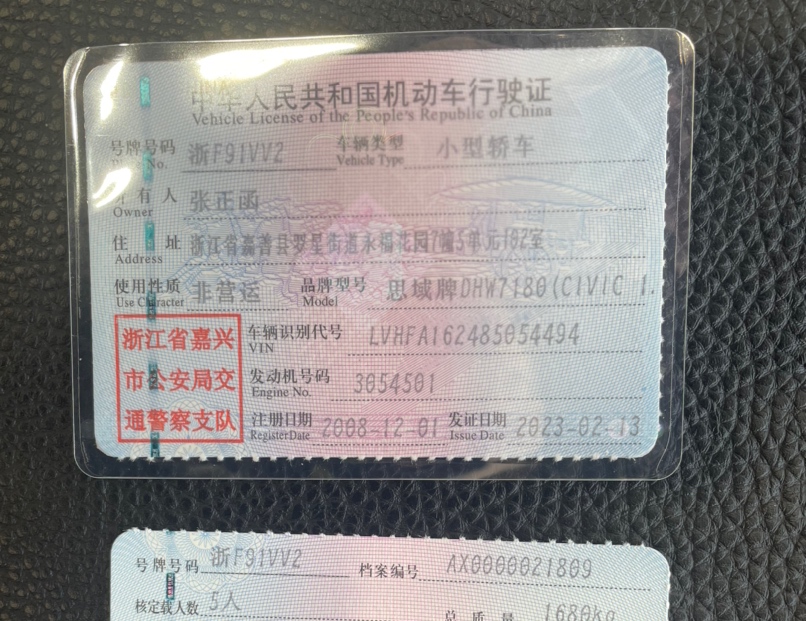 中华人民共和国机动车行驶证
Vehicle License of the People's Republic of China
号牌号码 浙F91VV2 车辆类型 小型轿车
No. Vehicle Type
所有人 张正函
Owner
住址 浙江省嘉善县罗星街道永福花园7幢5单元102室
Address
使用性质 非营运 品牌型号 思域牌DHW7180(CIVIC 1.
Use Character Model
浙江省嘉兴 车辆识别代号 LVHFA162485054494
VIN
市公安局交 发动机号码 3054501
Engine No.
通警察支队 注册日期 2008-12-01 发证日期 2023-02-13
Register Date Issue Date
号牌号码 浙F91VV2 档案编号 AX0000021809
核定载人数 5人 总质量 1680kg